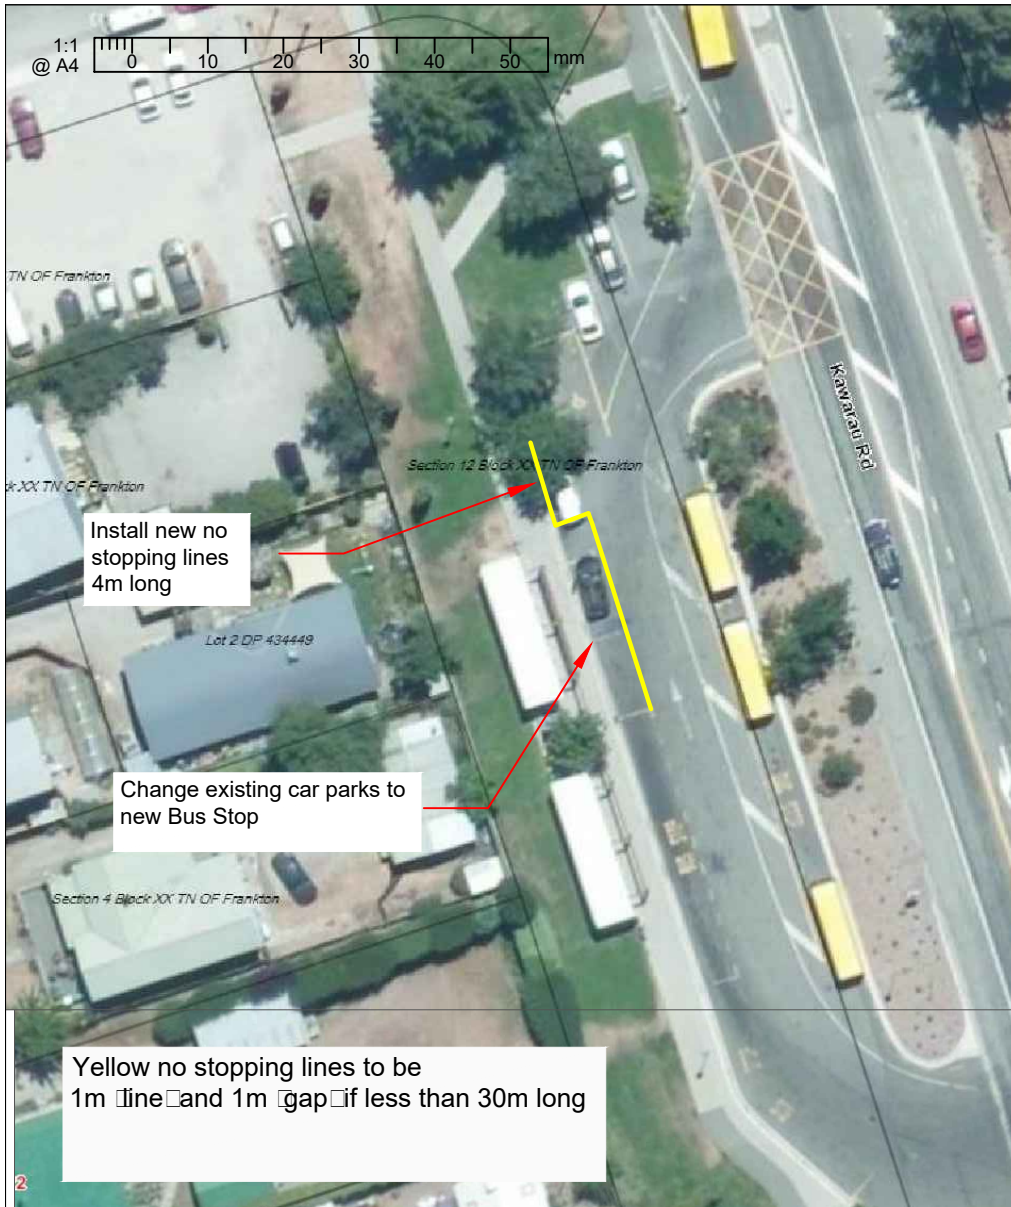 1:1
@ A4
0 10 20 30 40 50 mm
TN OF Frankton
Kawarau Rd
Section 12 Block XX TN OF Frankton
ck XX TN OF Frankton
Install new no
stopping lines
4m long
Lot 2 DP 434449
Change existing car parks to
new Bus Stop
Section 4 Block XX TN OF Frankton
Yellow no stopping lines to be
1m □line□and 1m □gap□if less than 30m long
2